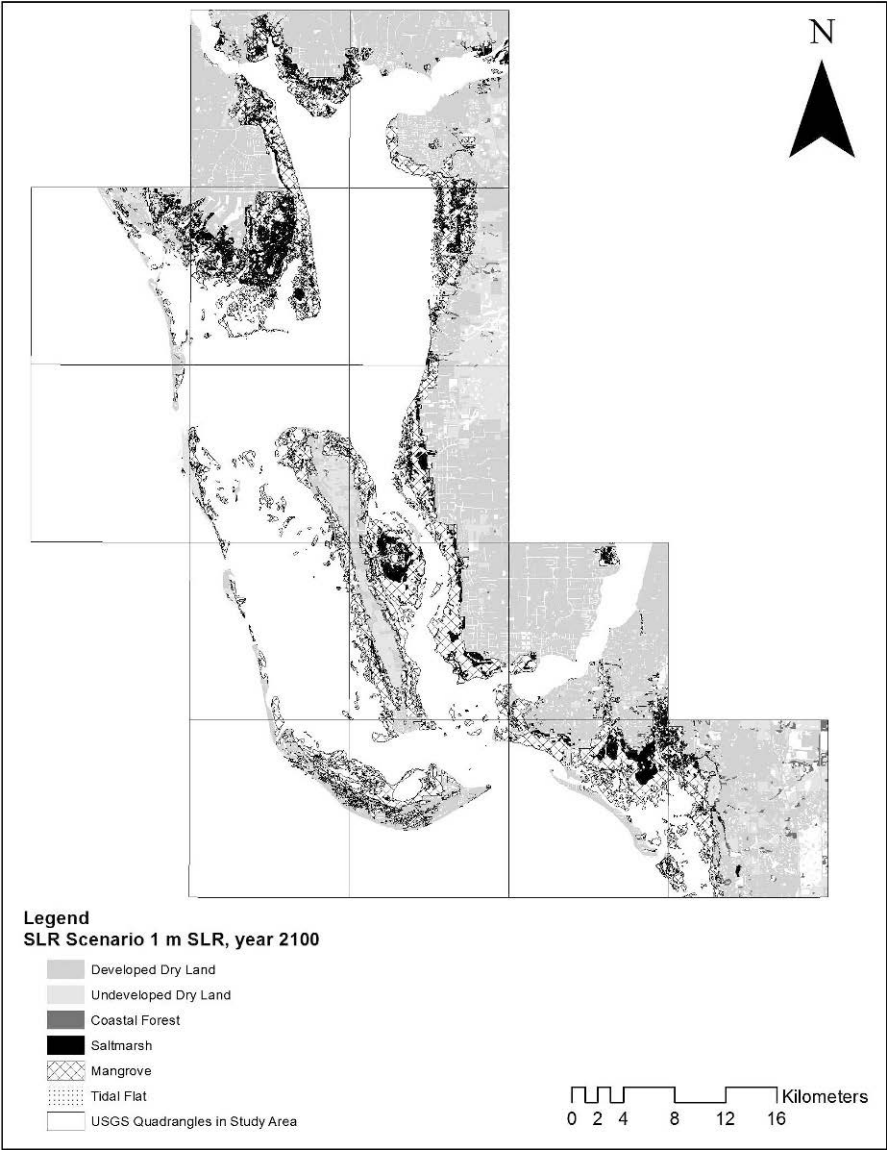 N
Legend
SLR Scenario 1 m SLR, year 2100
Developed Dry Land
Undeveloped Dry Land
Coastal Forest
Saltmarsh
Mangrove
Tidal Flat
USGS Quadrangles in Study Area
Kilometers
0 2 4 8 12 16